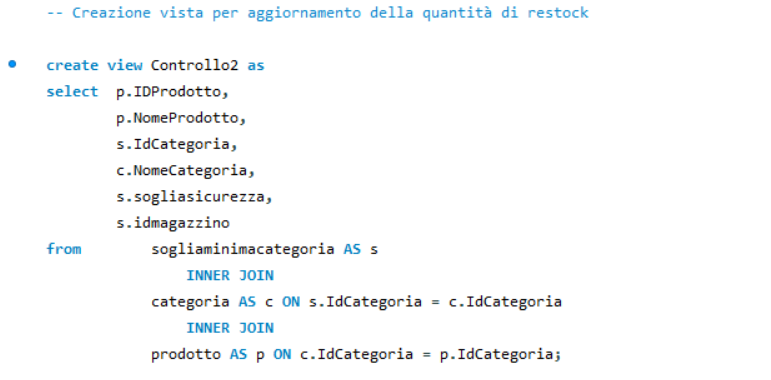 -- Creazione vista per aggiornamento della quantità di restock
create view Controllo2 as
select p.IDProdotto,
p.NomeProdotto,
s.IdCategoria,
c.NomeCategoria,
s.sogliasicurezza,
s.idmagazzino
from sogliaminimacategoria AS s
INNER JOIN
categoria AS c ON s.IdCategoria = c.IdCategoria
INNER JOIN
prodotto AS p ON c.IdCategoria = p.IdCategoria;